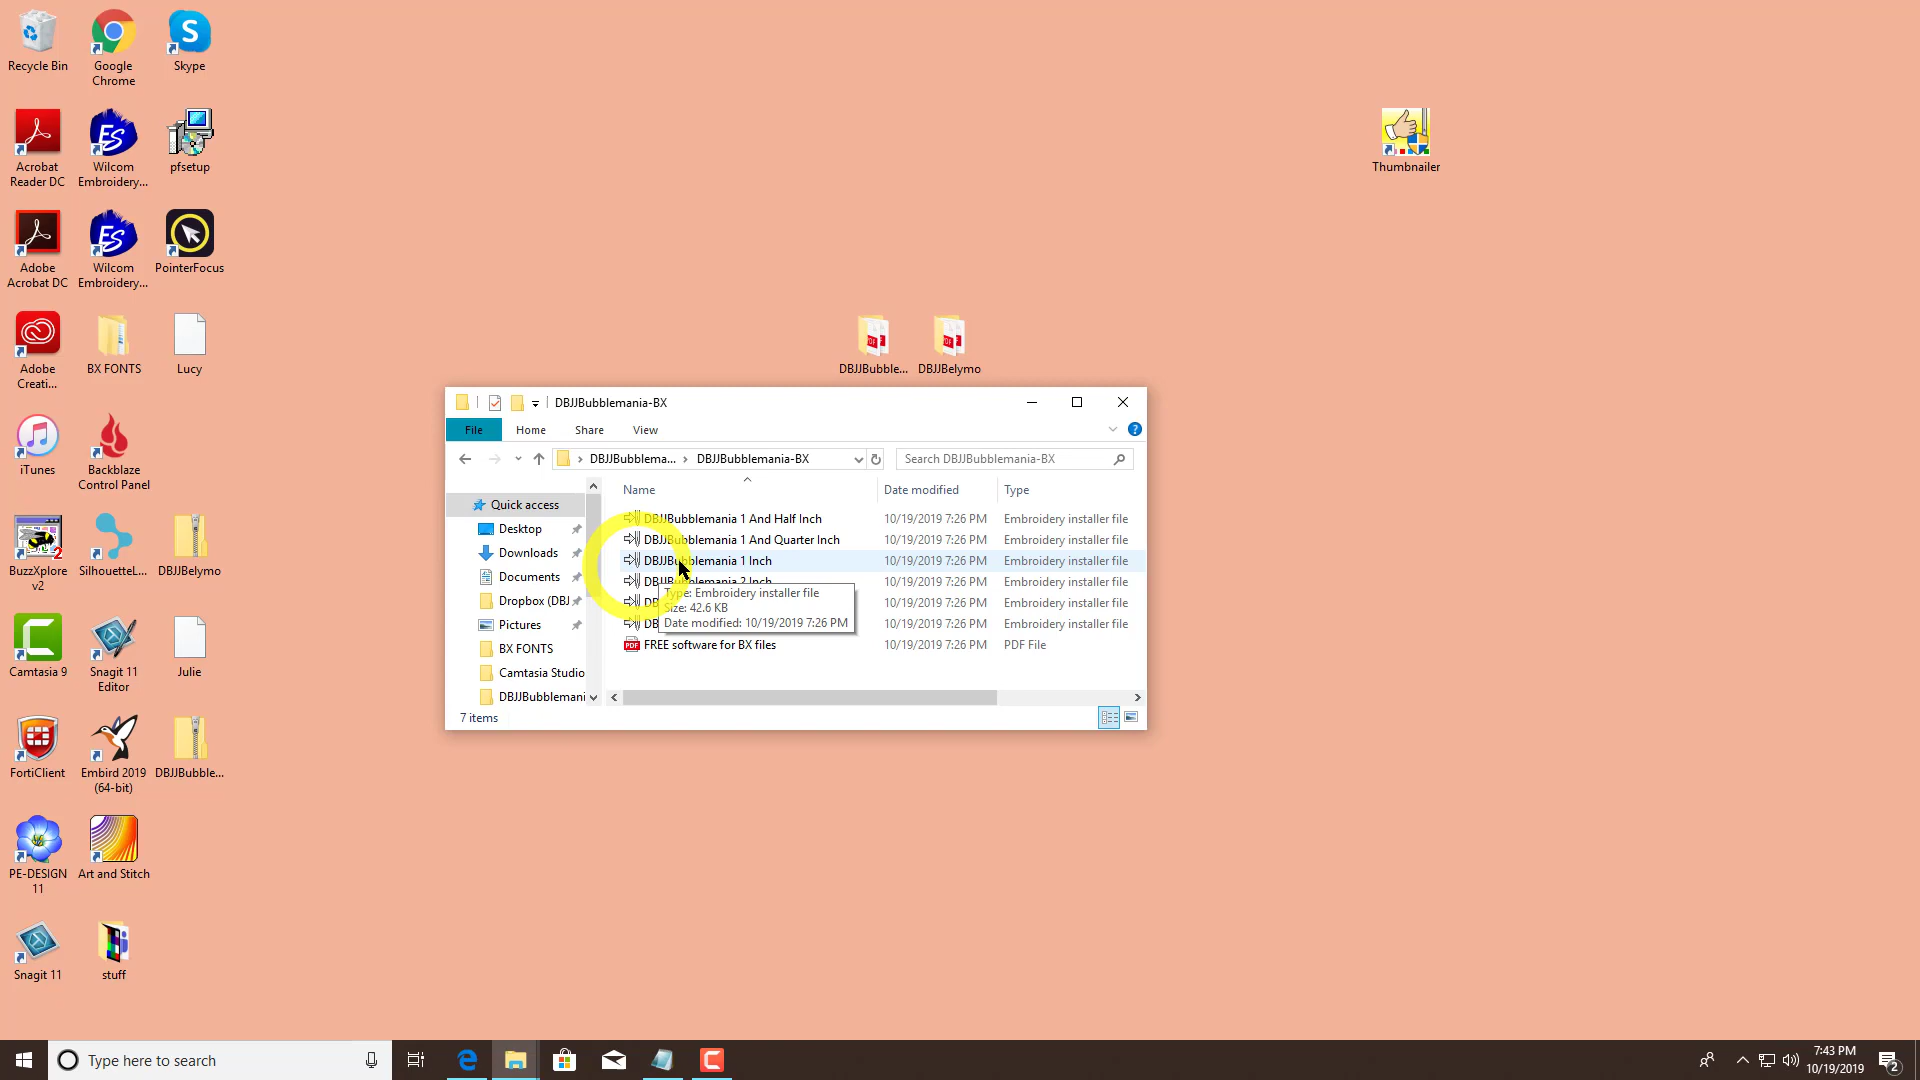 Recycle Bin
Google
Chrome
Skype
Acrobat
Reader DC
Wilcom
Embroidery...
pfsetup
Adobe
Acrobat DC
Wilcom
Embroidery...
PointerFocus
Adobe
Creati...
BX FONTS
Lucy
iTunes
Backblaze
Control Panel
BuzzXplore
v2
SilhouetteL...
DBJJBelymo
Camtasia 9
Snagit 11
Editor
Julie
FortiClient
Embird 2019
(64-bit)
DBJJBubble...
PE-DESIGN
11
Art and Stitch
Snagit 11
stuff
Thumbnailer
DBJJBubble...
DBJJBelymo
DBJJBubblemania-BX
File
Home
Share
View
DBJJBubblema... › DBJJBubblemania-BX
Search DBJJBubblemania-BX
Name
Date modified
Type
Quick access
Desktop
Downloads
Documents
Dropbox (DBJ
Pictures
BX FONTS
Camtasia Studio
DBJJBubblemani
DBJJBubblemania 1 And Half Inch 10/19/2019 7:26 PM Embroidery installer file
DBJJBubblemania 1 And Quarter Inch 10/19/2019 7:26 PM Embroidery installer file
DBJJBubblemania 1 Inch 10/19/2019 7:26 PM Embroidery installer file
DBJJBubblemania 2 Inch 10/19/2019 7:26 PM Embroidery installer file
DB 10/19/2019 7:26 PM Embroidery installer file
DB 10/19/2019 7:26 PM Embroidery installer file
FREE software for BX files 10/19/2019 7:26 PM PDF File
Type: Embroidery installer file
Size: 42.6 KB
Date modified: 10/19/2019 7:26 PM
7 items
Type here to search
7:43 PM
10/19/2019
2